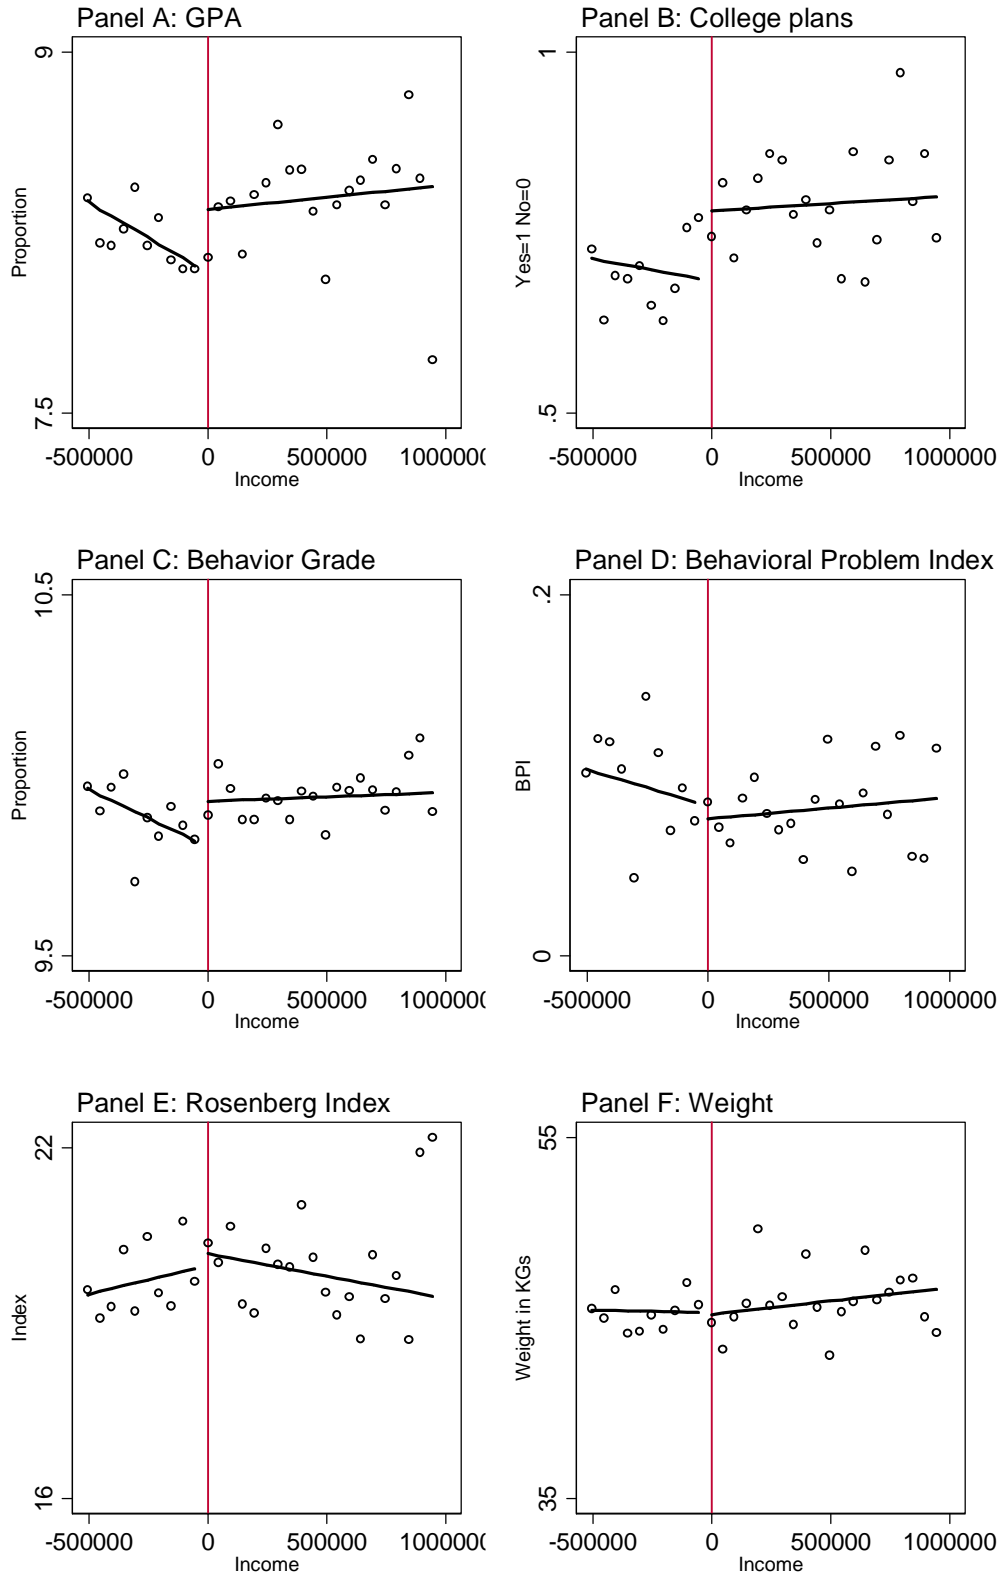 Panel A: GPA
9
7.5
Proportion
-500000 0 500000 1000000
Income
Panel B: College plans
1
.5
Yes=1 No=0
-500000 0 500000 1000000
Income
Panel C: Behavior Grade
10.5
9.5
Proportion
-500000 0 500000 1000000
Income
Panel D: Behavioral Problem Index
.2
0
BPI
-500000 0 500000 1000000
Income
Panel E: Rosenberg Index
22
16
Index
-500000 0 500000 1000000
Income
Panel F: Weight
55
35
Weight in KGs
-500000 0 500000 1000000
Income